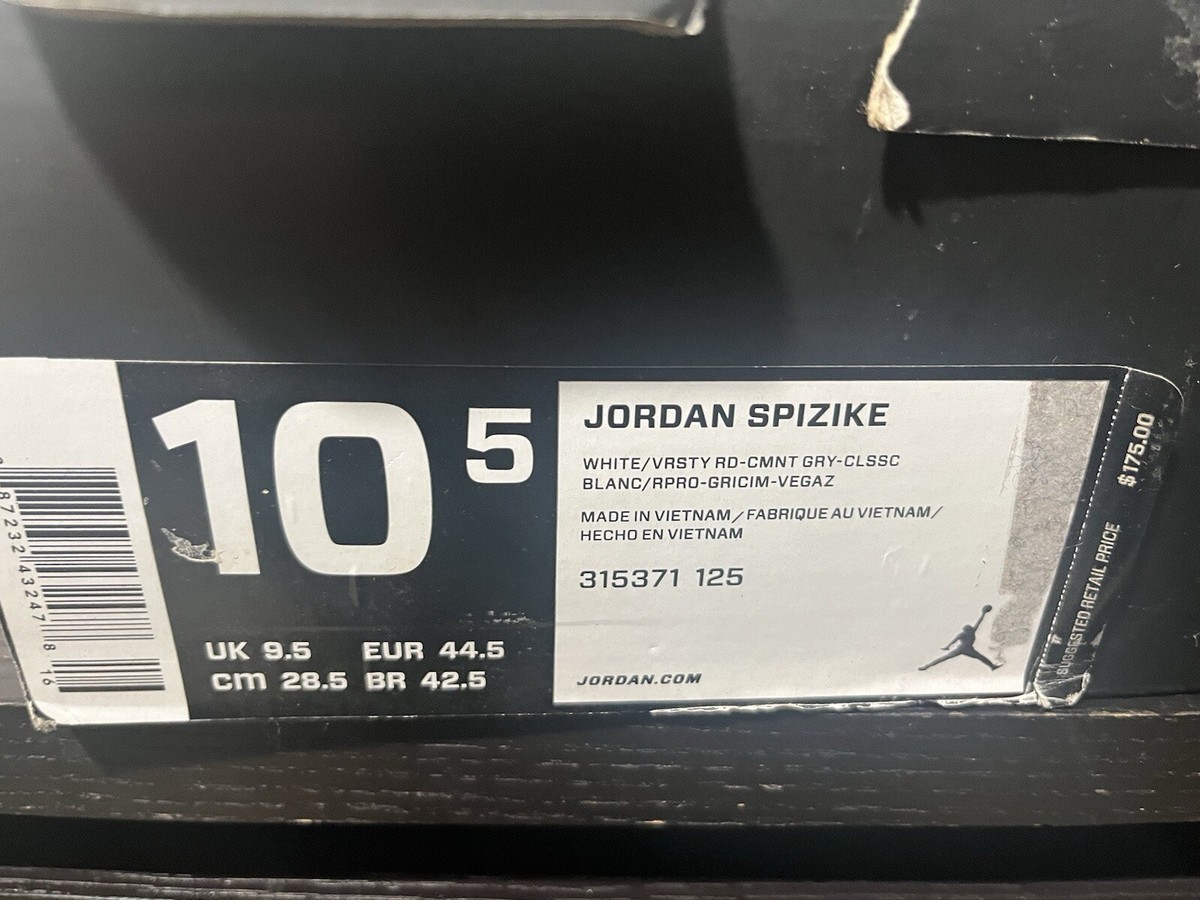 10 5
UK 9.5 EUR 44.5
cm 28.5 BR 42.5
JORDAN SPIZIKE
WHITE/VRSTY RD-CMNT GRY-CLSSC
BLANC/RPRO-GRICIM-VEGAZ
MADE IN VIETNAM/FABRIQUE AU VIETNAM/
HECHO EN VIETNAM
315371 125
JORDAN.COM
SUGGESTED RETAIL PRICE $175.00